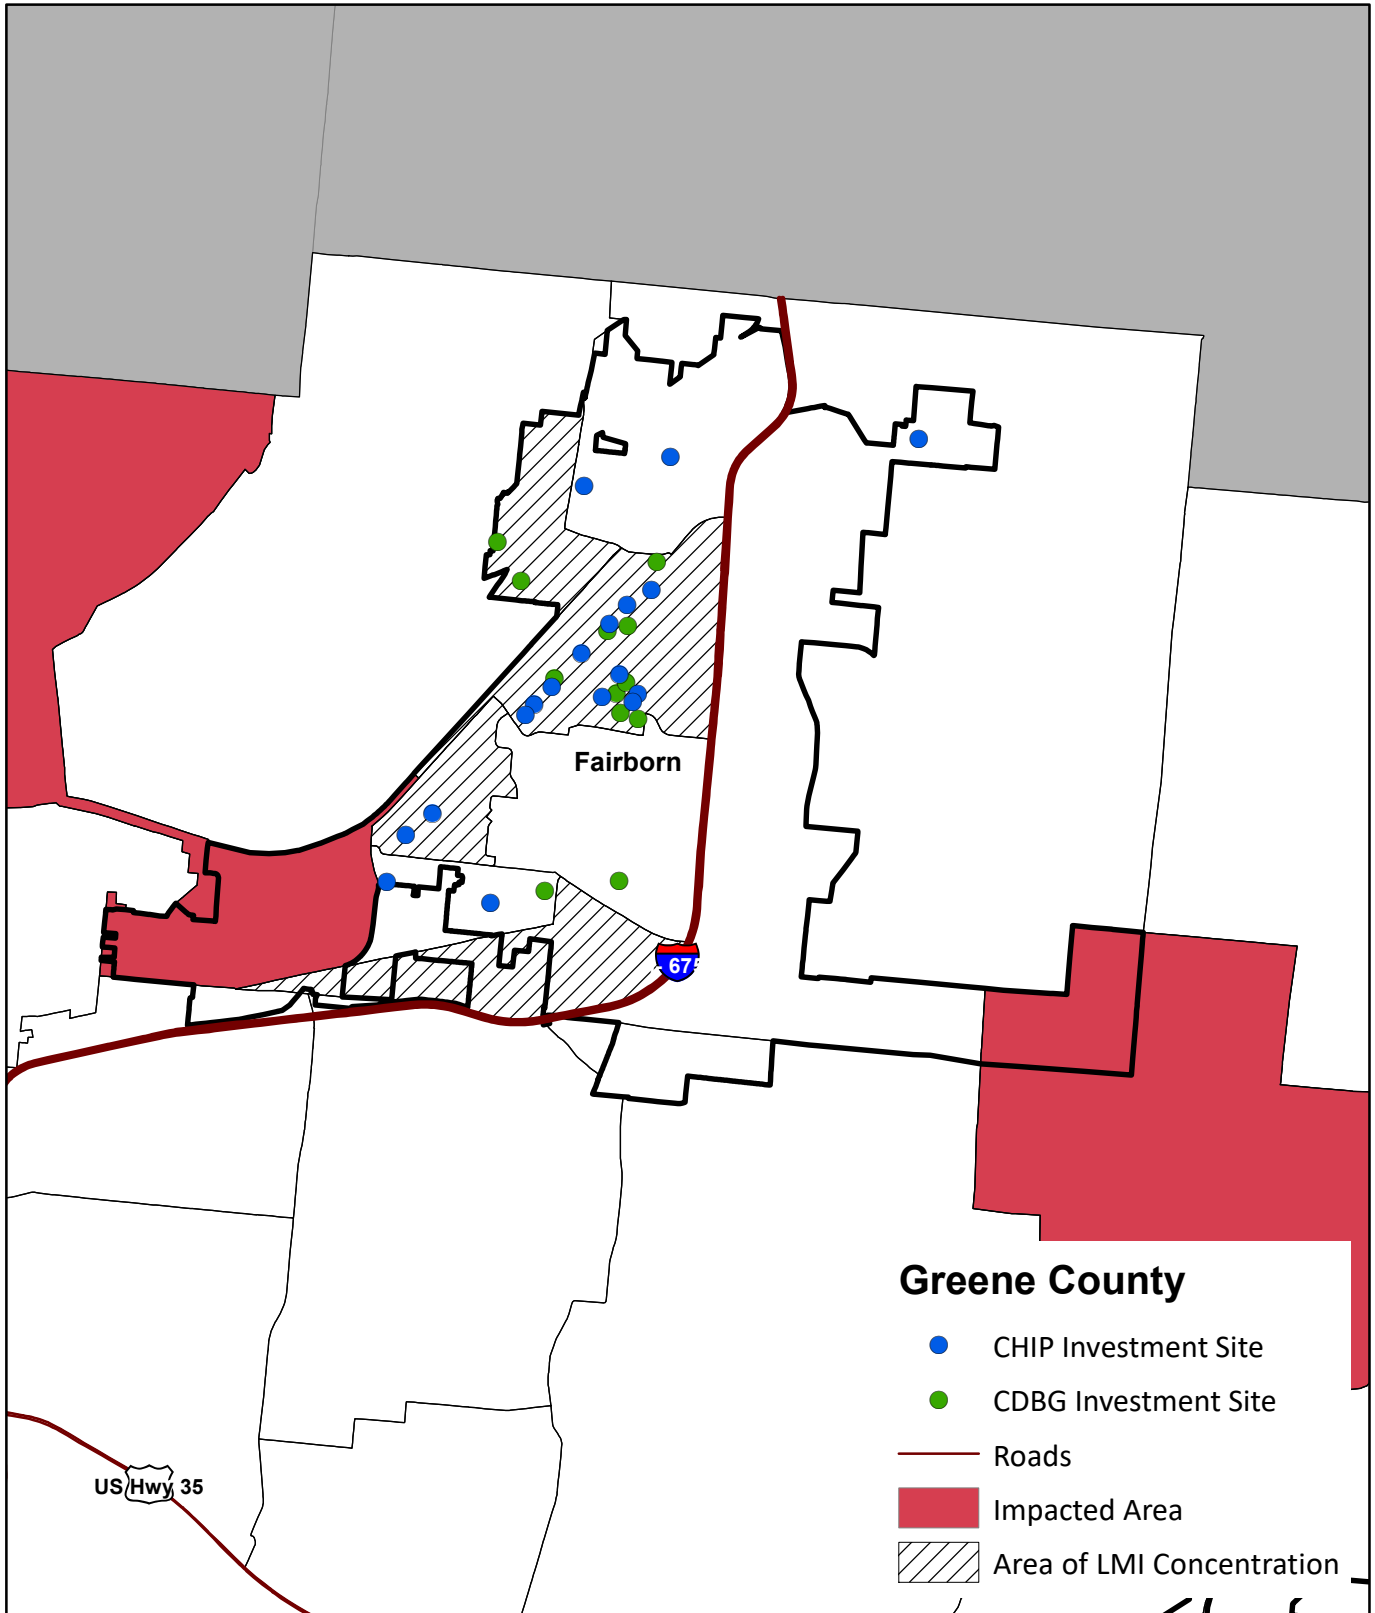 Fairborn
675
US Hwy 35
Greene County
CHIP Investment Site
CDBG Investment Site
Roads
Impacted Area
Area of LMI Concentration